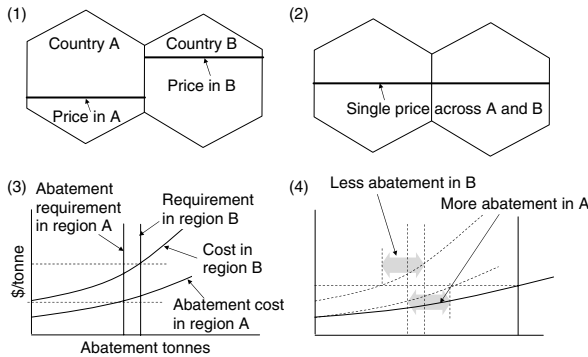 (1)
Country A
Country B
Price in A
Price in B
(2)
Single price across A and B
(3)
Abatement
requirement
in region A
Requirement
in region B
Cost in
region B
Abatement cost
in region A
$/tonne
Abatement tonnes
(4)
Less abatement in B
More abatement in A